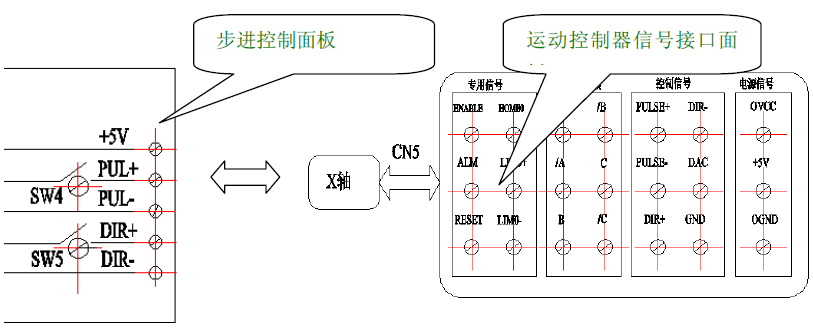 步进控制面板
运动控制器信号接口面
专用信号
控制信号
电源信号
+5V
PUL+
SW4
PUL-
DIR+
SW5
DIR-
X轴
CN5
ENABLE HOME0 /B PULSE+ DIR- OVCC
ALM /A C PULSE- DAC +5V
RESET LIM0- B /C DIR+ GND OGND